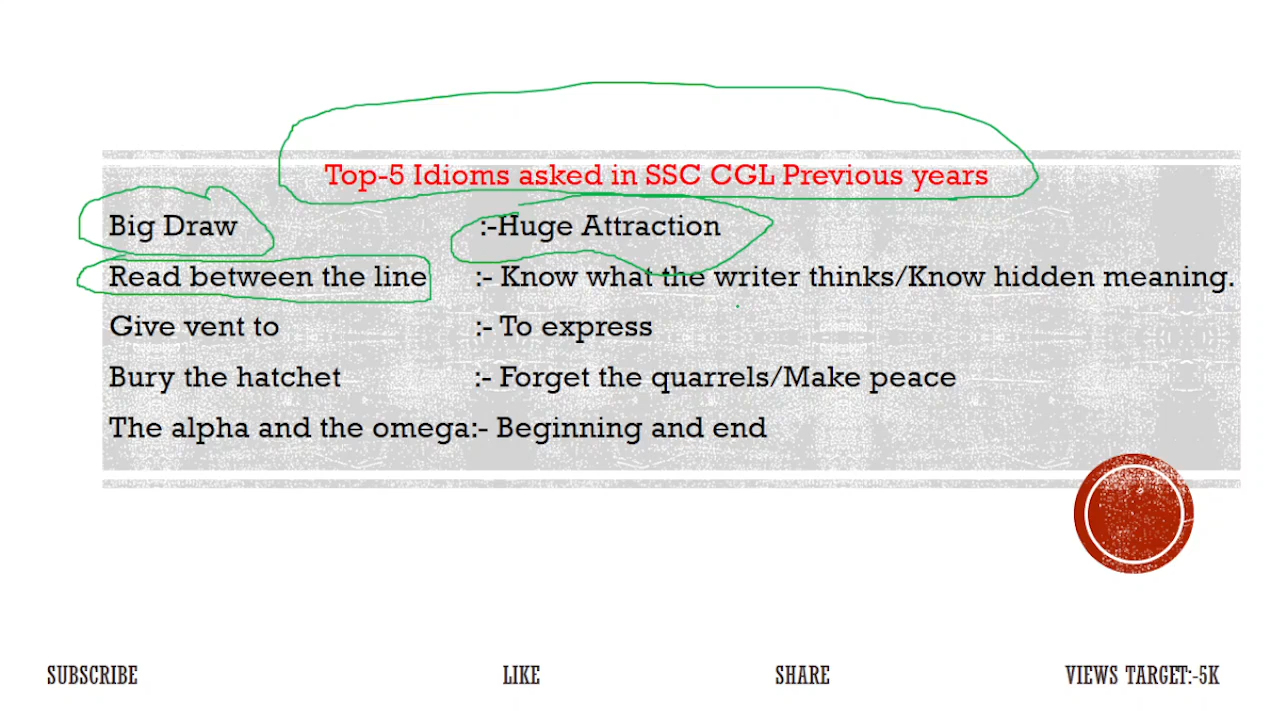 Top-5 Idioms asked in SSC CGL Previous years
Big Draw :-Huge Attraction
Read between the line :- Know what the writer thinks/Know hidden meaning.
Give vent to :- To express
Bury the hatchet :- Forget the quarrels/Make peace
The alpha and the omega:- Beginning and end
SUBSCRIBE LIKE SHARE VIEWS TARGET:-5K